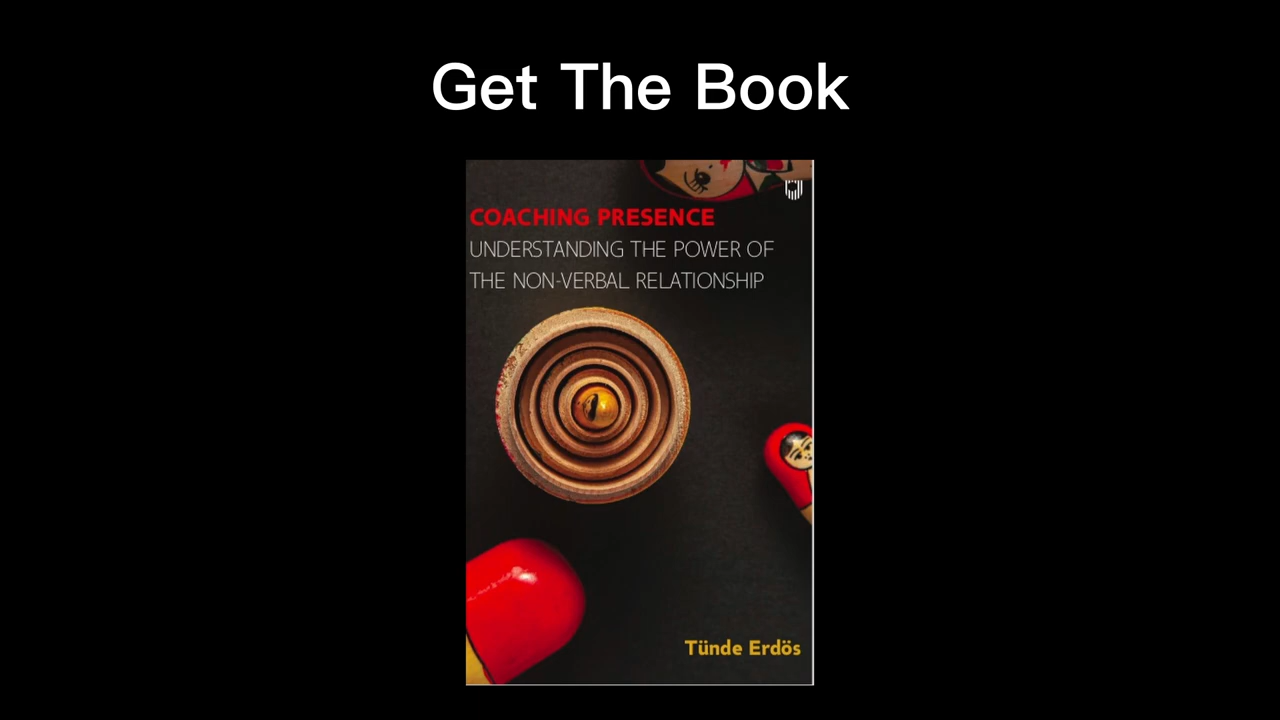 Get The Book
COACHING PRESENCE
UNDERSTANDING THE POWER OF
THE NON-VERBAL RELATIONSHIP
Tünde Erdös